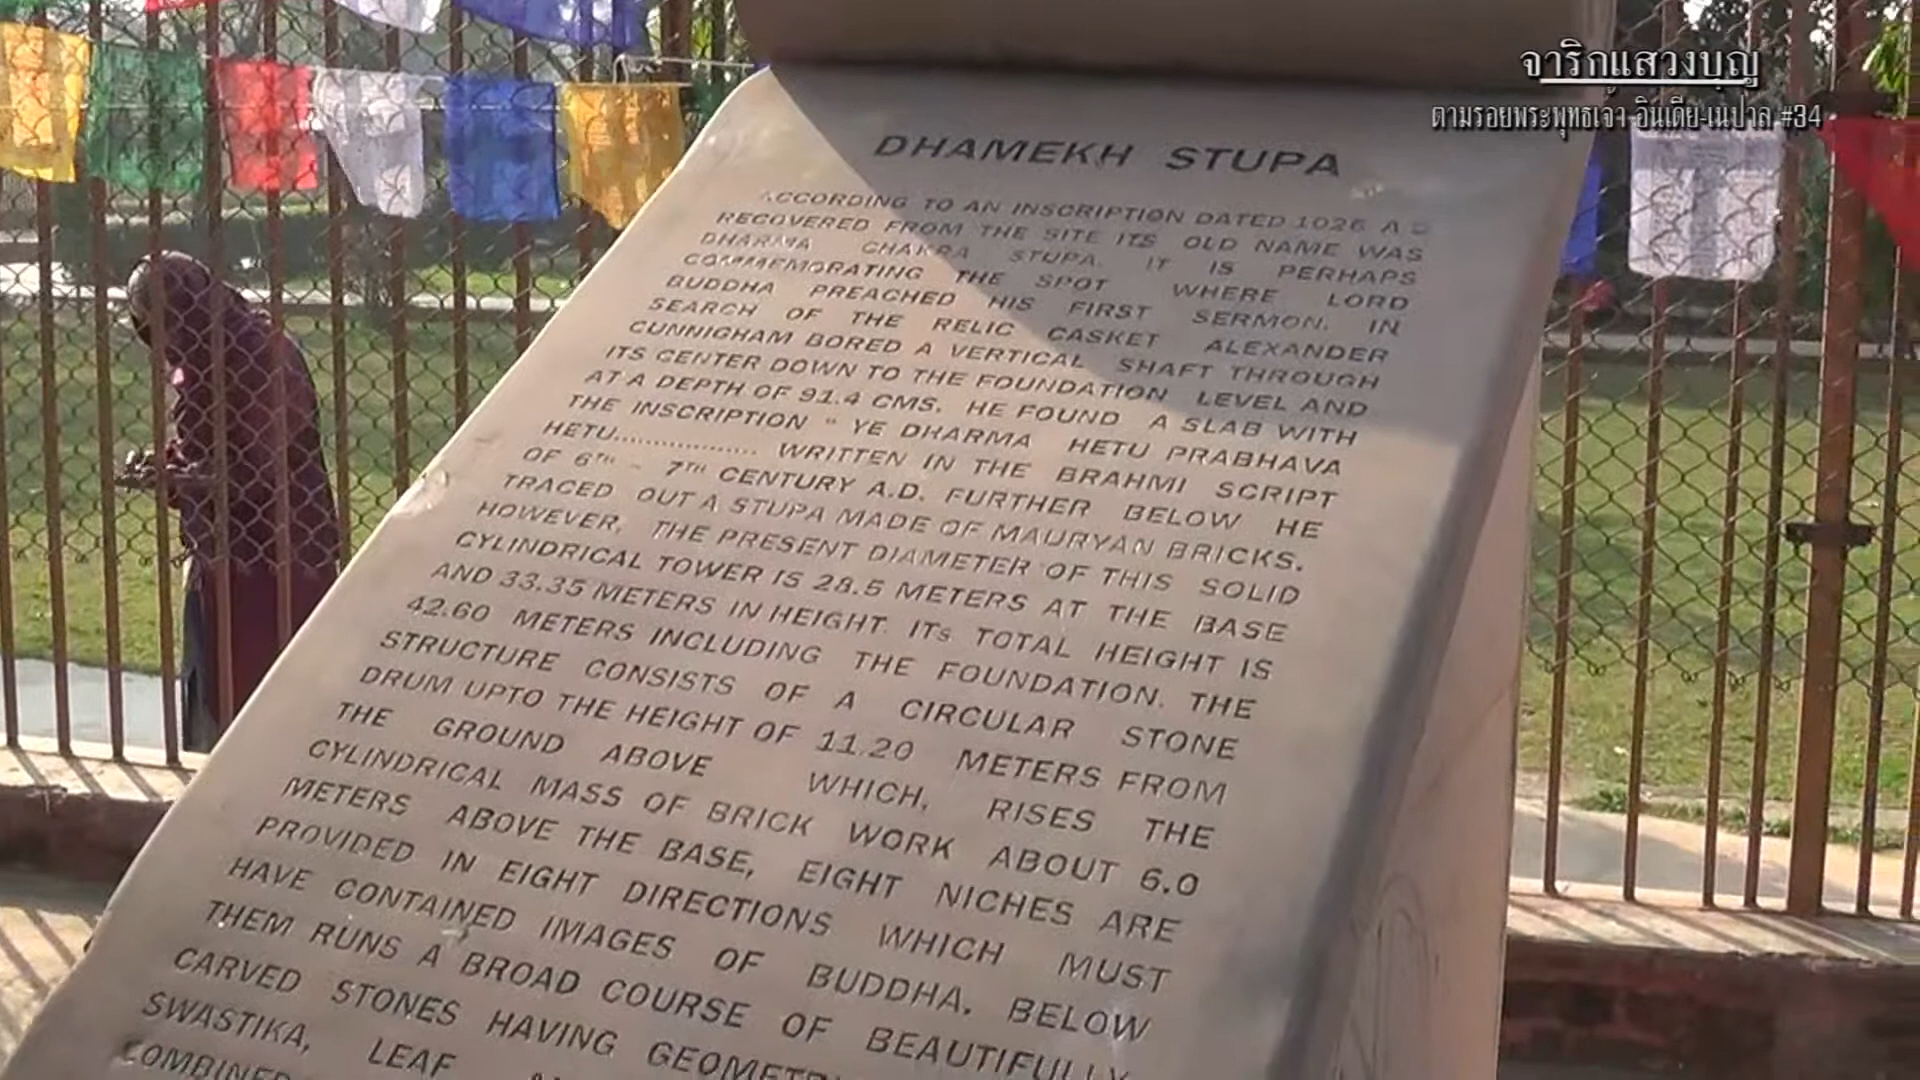 จาริกแสวงบุญ
ตามรอยพระพุทธเจ้า อินเดีย-เนปาล #34
DHAMEKH STUPA
ACCORDING TO AN INSCRIPTION DATED 1026 A D
RECOVERED FROM THE SITE ITS OLD NAME WAS
DHARMA CHAKRA STUPA. IT IS PERHAPS
COMMEMORATING THE SPOT WHERE LORD
BUDDHA PREACHED HIS FIRST SERMON. IN
SEARCH OF THE RELIC CASKET ALEXANDER
CUNNIGHAM BORED A VERTICAL SHAFT THROUGH
ITS CENTER DOWN TO THE FOUNDATION LEVEL AND
AT A DEPTH OF 91.4 CMS. HE FOUND A SLAB WITH
THE INSCRIPTION " YE DHARMA HETU PRABHAVA
HETU................ WRITTEN IN THE BRAHMI SCRIPT
OF 6TH - 7TH CENTURY A.D. FURTHER BELOW HE
TRACED OUT A STUPA MADE OF MAURYAN BRICKS.
HOWEVER, THE PRESENT DIAMETER OF THIS SOLID
CYLINDRICAL TOWER IS 28.5 METERS AT THE BASE
AND 33.35 METERS IN HEIGHT. ITs TOTAL HEIGHT IS
42.60 METERS INCLUDING THE FOUNDATION. THE
STRUCTURE CONSISTS OF A CIRCULAR STONE
DRUM UPTO THE HEIGHT OF 11.20 METERS FROM
THE GROUND ABOVE WHICH, RISES THE
CYLINDRICAL MASS OF BRICK WORK ABOUT 6.0
METERS ABOVE THE BASE, EIGHT NICHES ARE
PROVIDED IN EIGHT DIRECTIONS WHICH MUST
HAVE CONTAINED IMAGES OF BUDDHA, BELOW
THEM RUNS A BROAD COURSE OF BEAUTIFULLY
CARVED STONES HAVING
SWASTIKA, LEAF